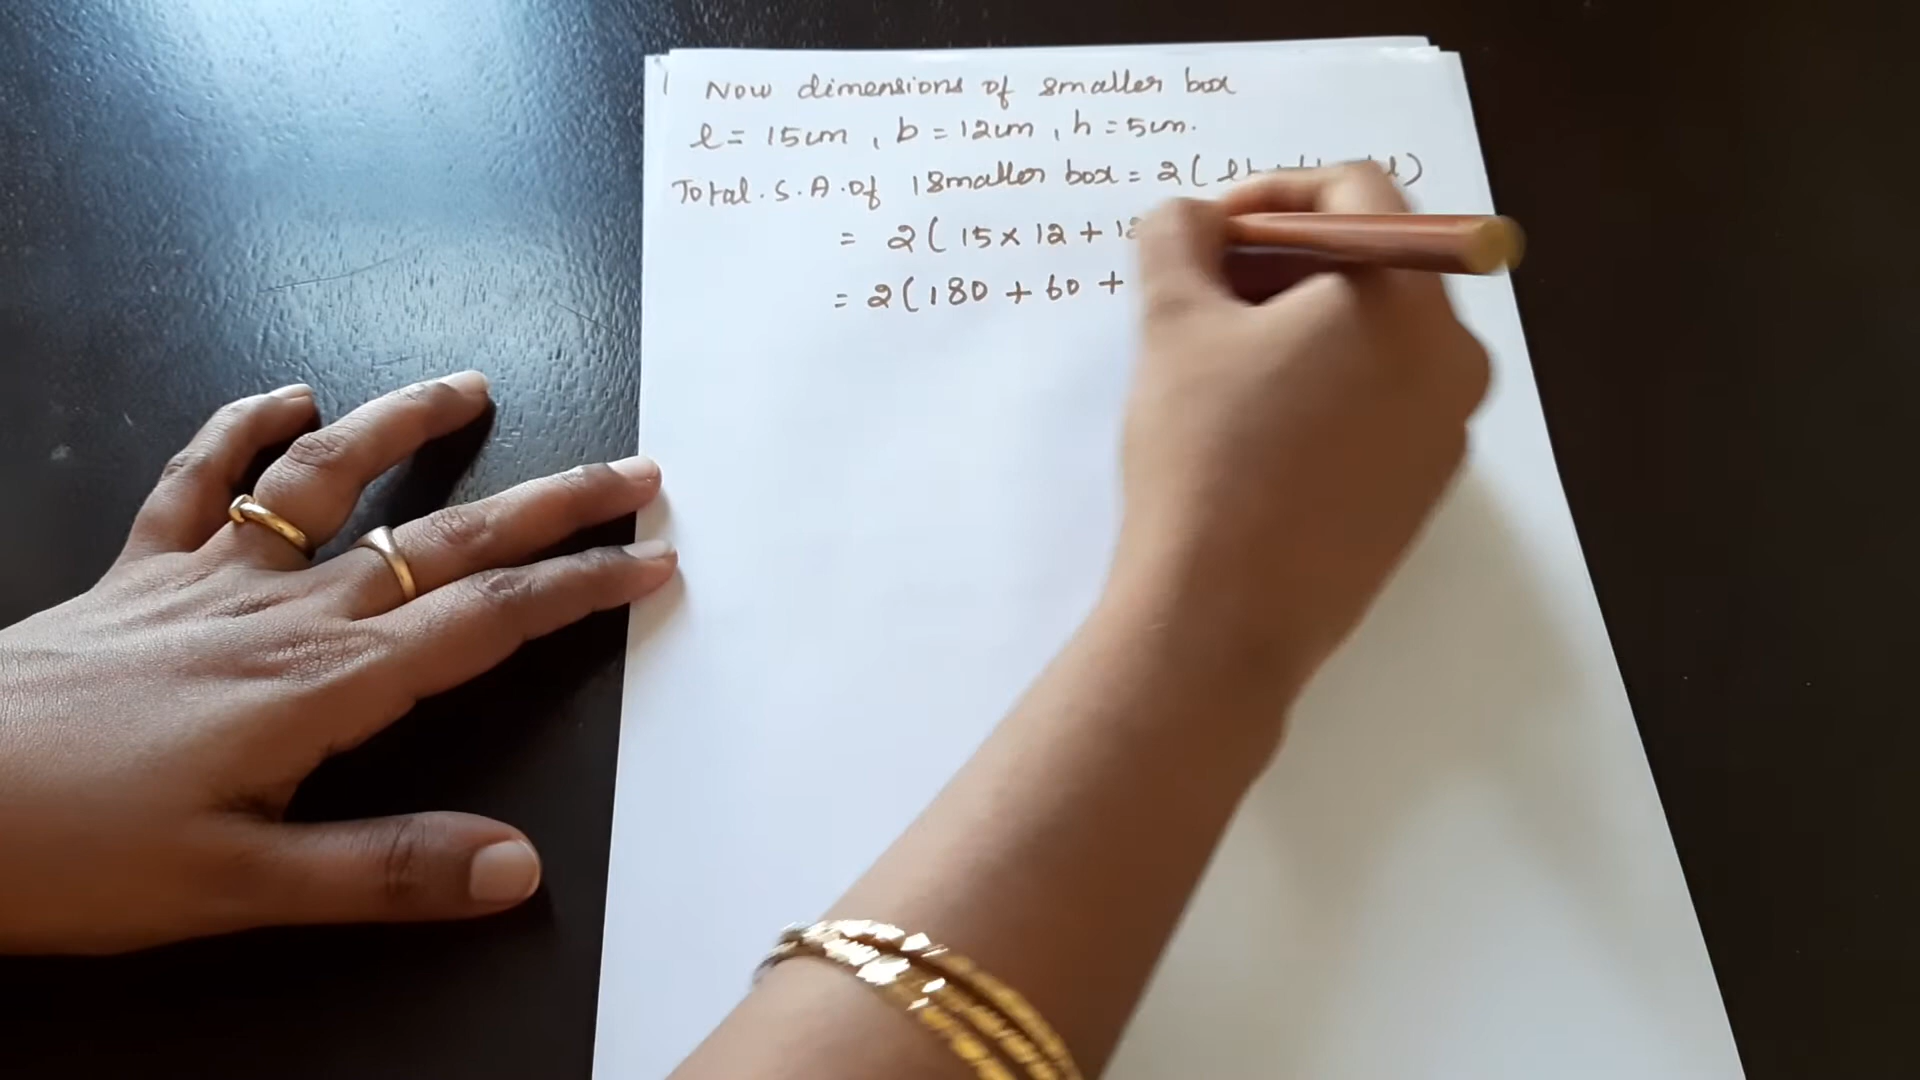 Now dimensions of smaller box
l = 15cm , b = 12cm , h = 5cm.
Total . S . A . of 1 smaller box = 2 (
= 2 ( 15 × 12 +
= 2 ( 180 + 60 +